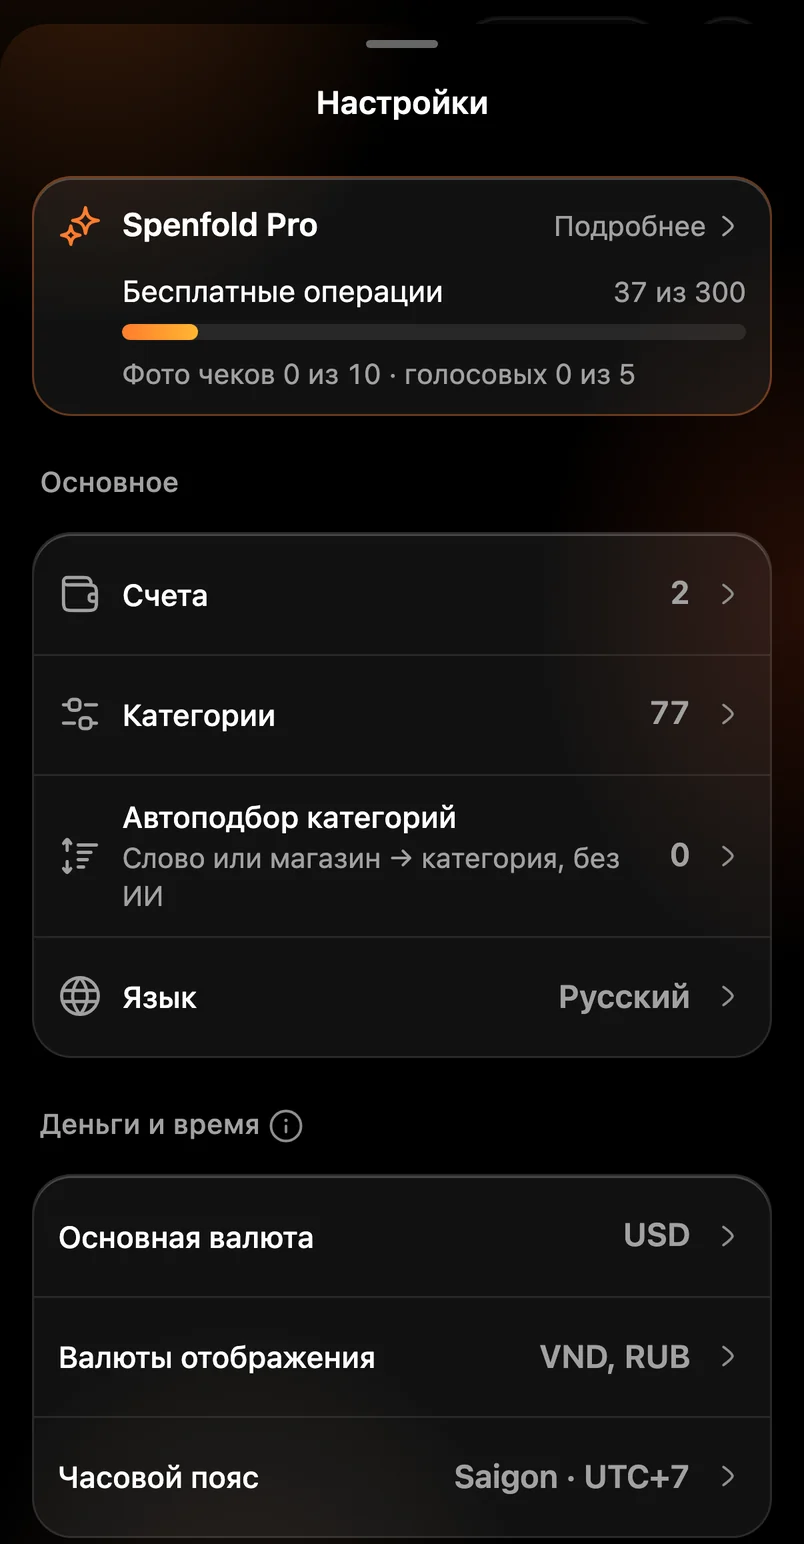 Настройки
Spenfold Pro
Подробнее
Бесплатные операции
37 из 300
Фото чеков 0 из 10 · голосовых 0 из 5
Основное
Счета
2
Категории
77
Автоподбор категорий
Слово или магазин → категория, без
ИИ
0
Язык
Русский
Деньги и время
Основная валюта
USD
Валюты отображения
VND, RUB
Часовой пояс
Saigon · UTC+7